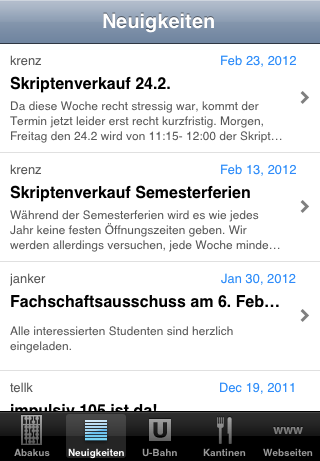 Neuigkeiten
krenz Feb 23, 2012
Skriptenverkauf 24.2.
Da diese Woche recht stressig war, kommt der
Termin jetzt leider erst recht kurzfristig. Morgen,
Freitag den 24.2 wird von 11:15- 12:00 der Skript…
krenz Feb 13, 2012
Skriptenverkauf Semesterferien
Während der Semesterferien wird es wie jedes
Jahr keine festen Öffnungszeiten geben. Wir
werden allerdings versuchen, jede Woche minde…
janker Jan 30, 2012
Fachschaftsausschuss am 6. Feb…
Alle interessierten Studenten sind herzlich
eingeladen.
tellk Dec 19, 2011
impulsiv 105 ist da!
U www
Abakus Neuigkeiten U-Bahn Kantinen Webseiten